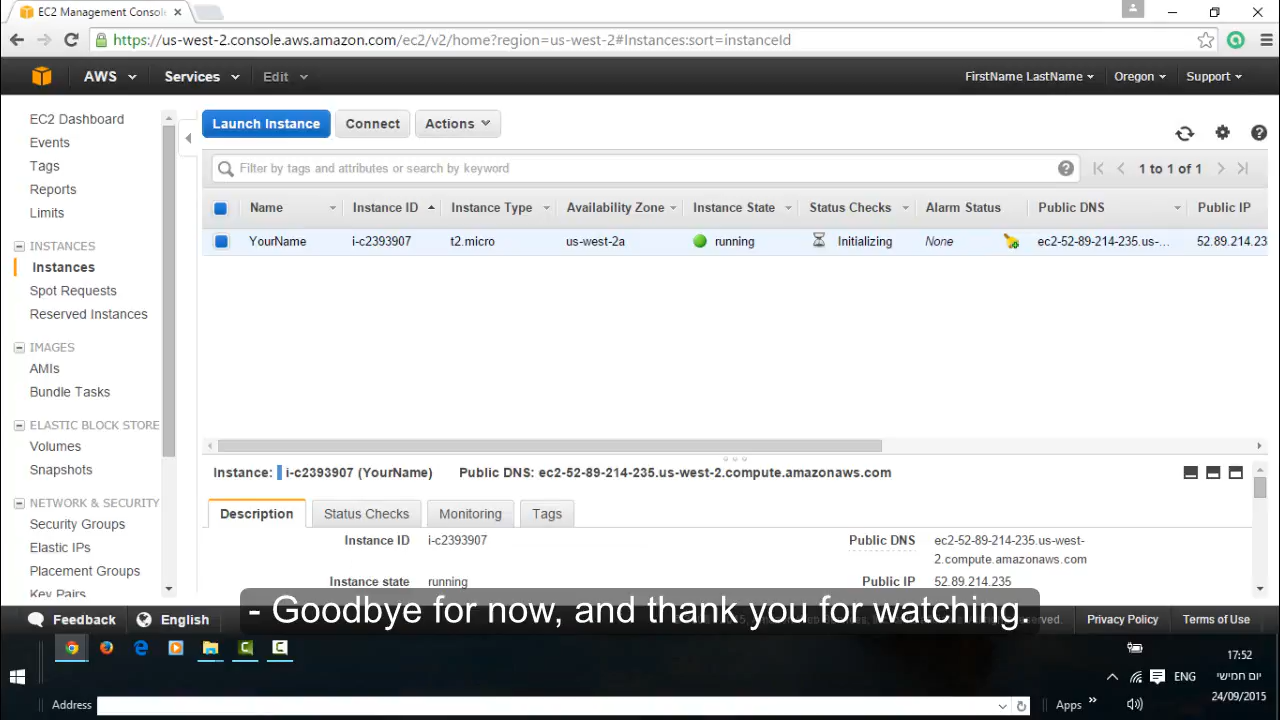 EC2 Management Consol
https://us-west-2.console.aws.amazon.com/ec2/v2/home?region=us-west-2#Instances:sort=instanceId
AWS Services Edit FirstName LastName Oregon Support
EC2 Dashboard
Events
Tags
Reports
Limits
INSTANCES
Instances
Spot Requests
Reserved Instances
IMAGES
AMIs
Bundle Tasks
ELASTIC BLOCK STORE
Volumes
Snapshots
NETWORK & SECURITY
Security Groups
Elastic IPs
Placement Groups
Key Pairs
Launch Instance Connect Actions
Filter by tags and attributes or search by keyword 1 to 1 of 1
Name Instance ID Instance Type Availability Zone Instance State Status Checks Alarm Status Public DNS Public IP
YourName i-c2393907 t2.micro us-west-2a running Initializing None ec2-52-89-214-235.us-... 52.89.214.23
Instance: i-c2393907 (YourName) Public DNS: ec2-52-89-214-235.us-west-2.compute.amazonaws.com
Description Status Checks Monitoring Tags
Instance ID i-c2393907 Public DNS ec2-52-89-214-235.us-west-
2.compute.amazonaws.com
Instance state running Public IP 52.89.214.235
- Goodbye for now, and thank you for watching.
Feedback English Privacy Policy Terms of Use
17:52
ENG יום חמישי
Address Apps 24/09/2015